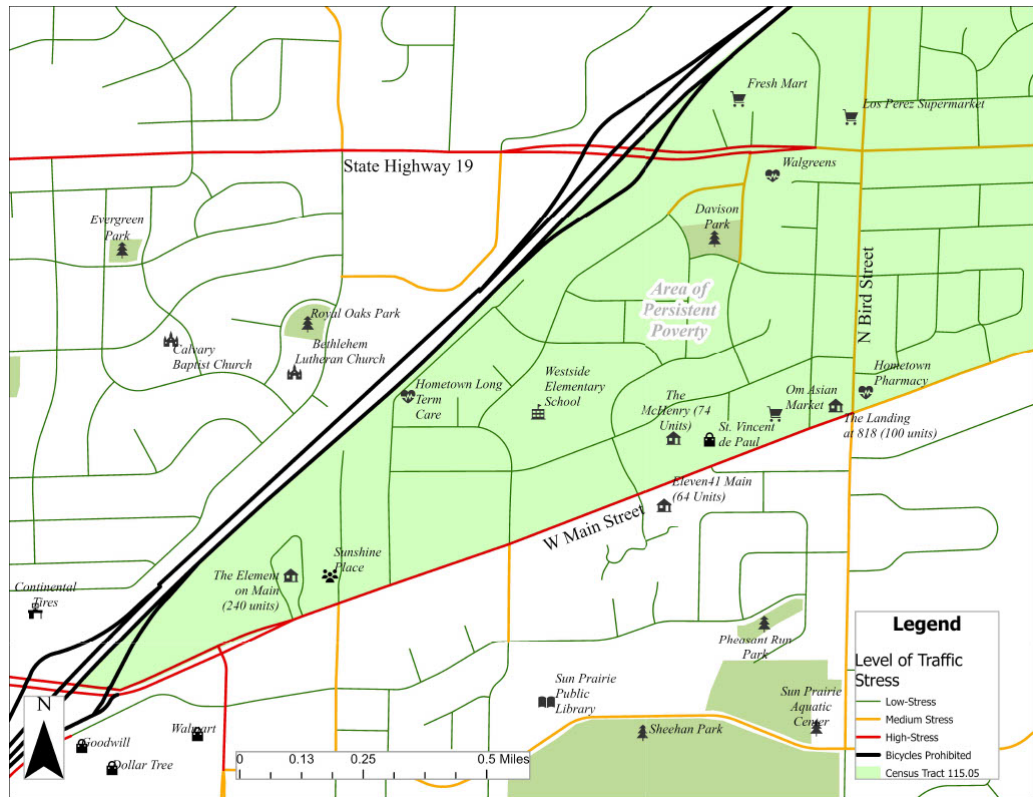 Fresh Mart
Los Perez Supermarket
State Highway 19
Walgreens
Evergreen
Park
Davison
Park
N Bird Street
Area of
Persistent
Poverty
Royal Oaks Park
Calvary
Baptist Church
Bethlehem
Lutheran Church
Hometown Long
Term
Care
Westside
Elementary
School
The
McHenry (74
Units)
St. Vincent
de Paul
Om Asian
Market
Hometown
Pharmacy
The Landing
at 818 (100 units)
Eleven41 Main
(64 Units)
W Main Street
Sunshine
Place
The Element
on Main
(240 units)
Continental
Tires
Pheasant Run
Park
Sun Prairie
Public
Library
Sun Prairie
Aquatic
Center
Sheehan Park
Walmart
Goodwill
Dollar Tree
N
0 0.13 0.25 0.5 Miles
Legend
Level of Traffic
Stress
Low-Stress
Medium Stress
High-Stress
Bicycles Prohibited
Census Tract 115.05